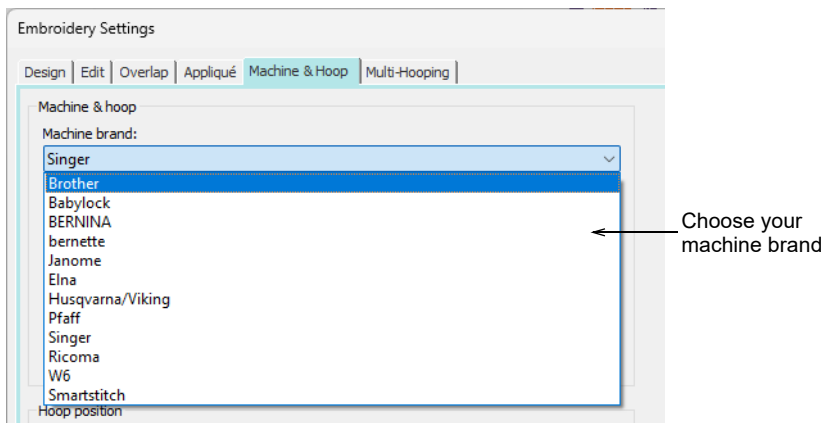 Embroidery Settings
Design Edit Overlap Appliqué Machine & Hoop Multi-Hooping
Machine & hoop
Machine brand:
Singer
Brother
Babylock
BERNINA
bernette
Janome
Elna
Husqvarna/Viking
Pfaff
Singer
Ricoma
W6
Smartstitch
Hoop position
Choose your
machine brand